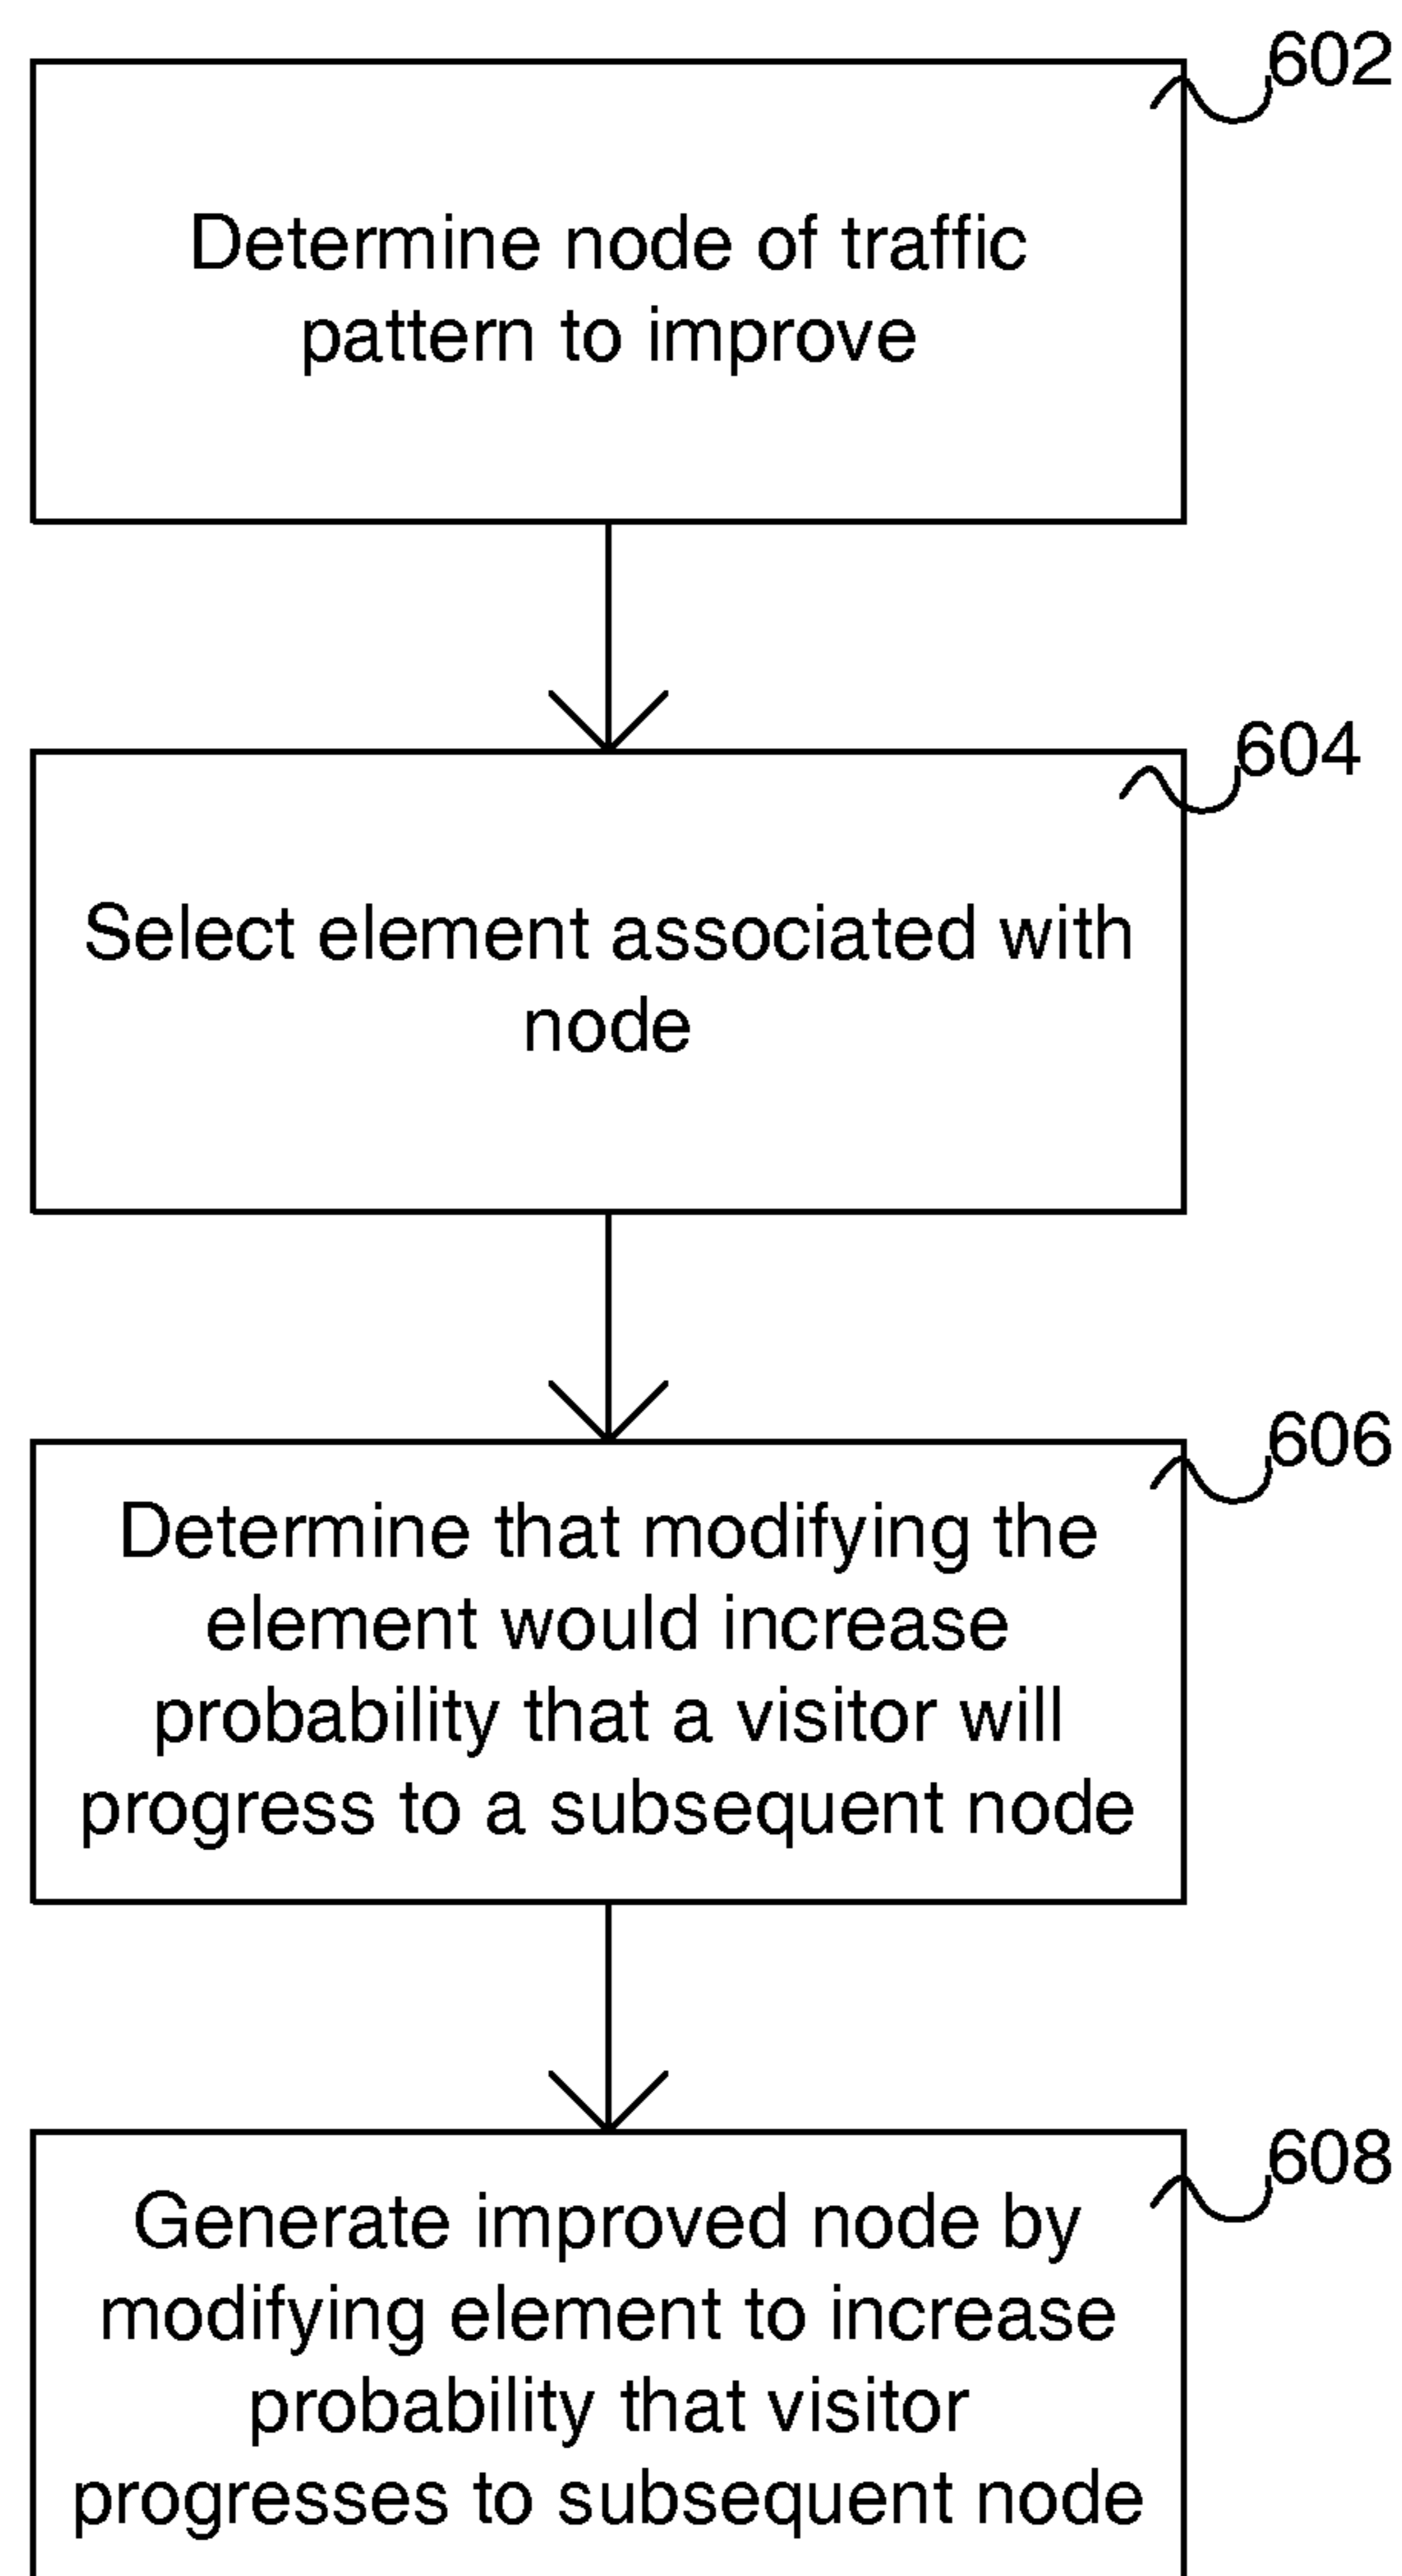 602
Determine node of traffic
pattern to improve
604
Select element associated with
node
606
Determine that modifying the
element would increase
probability that a visitor will
progress to a subsequent node
608
Generate improved node by
modifying element to increase
probability that visitor
progresses to subsequent node